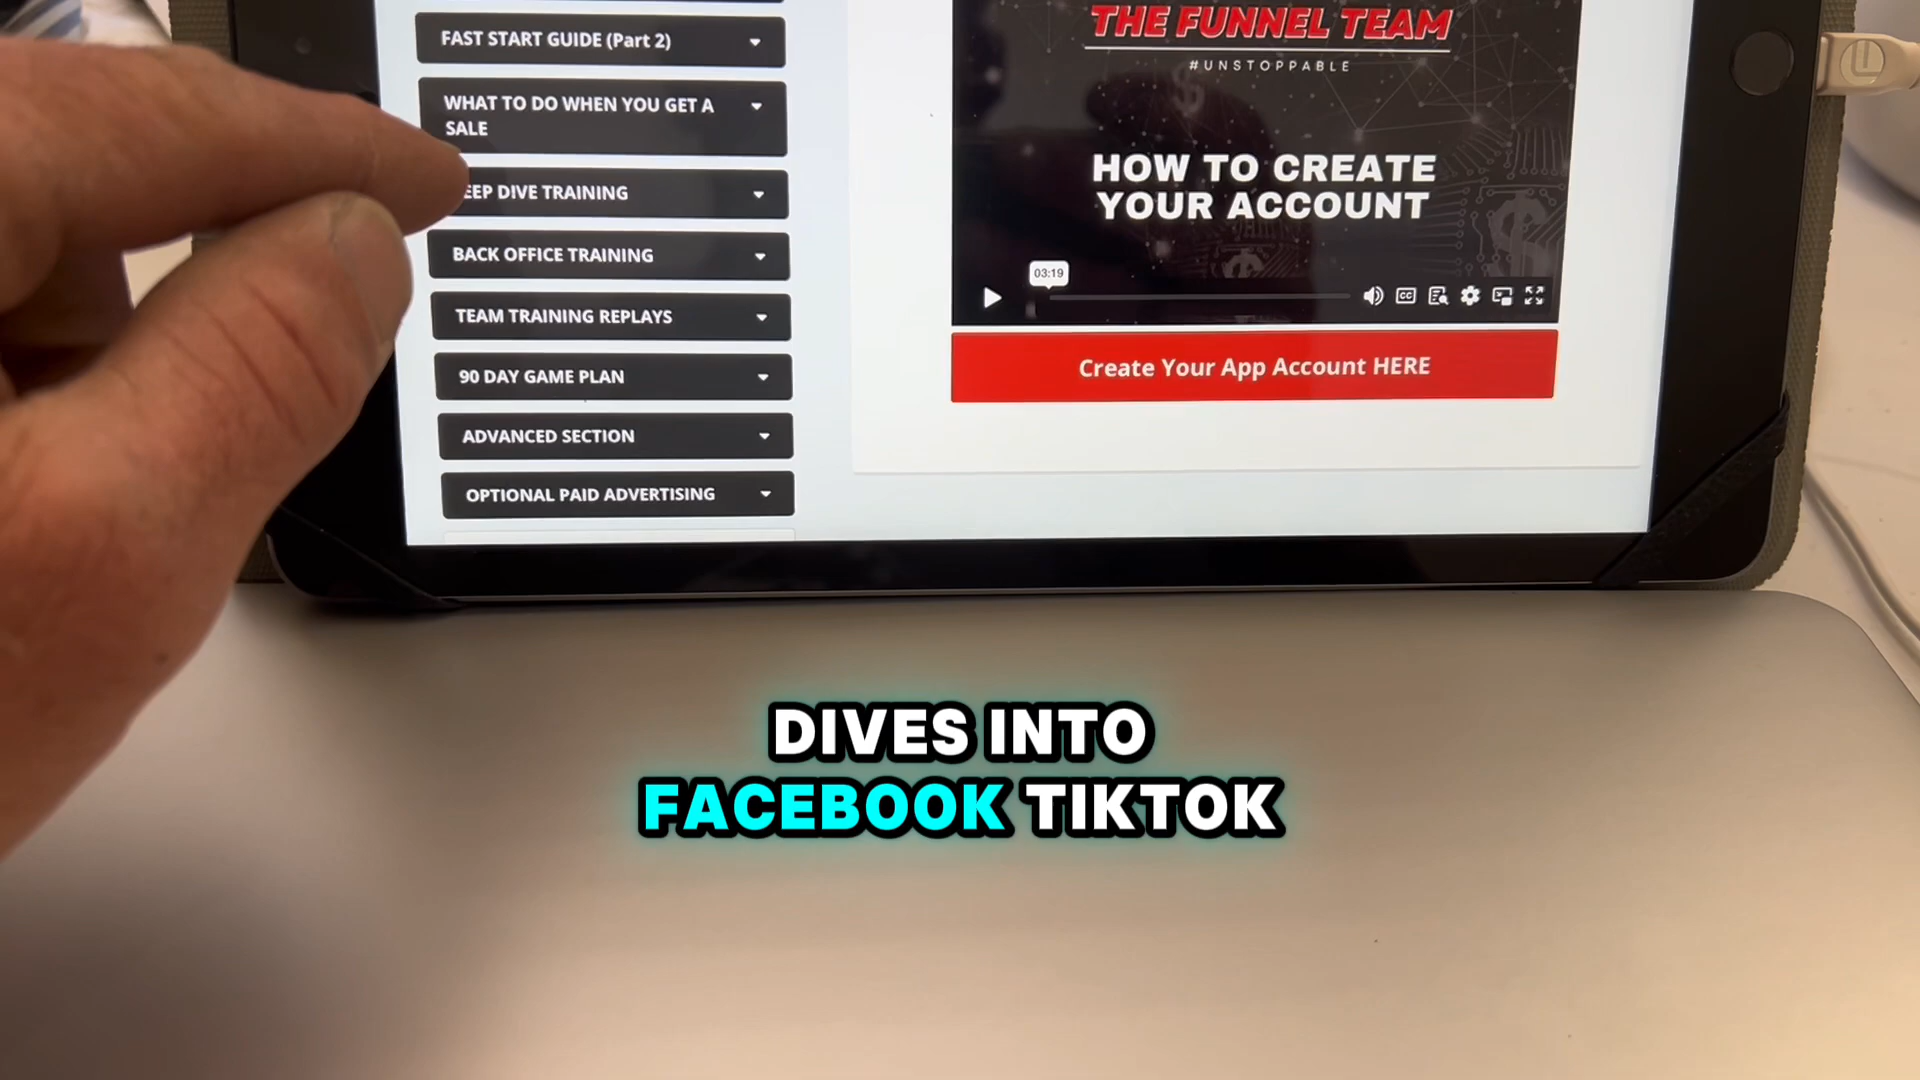 FAST START GUIDE (Part 2)
WHAT TO DO WHEN YOU GET A
SALE
EEP DIVE TRAINING
BACK OFFICE TRAINING
TEAM TRAINING REPLAYS
90 DAY GAME PLAN
ADVANCED SECTION
OPTIONAL PAID ADVERTISING
THE FUNNEL TEAM
#UNSTOPPABLE
HOW TO CREATE
YOUR ACCOUNT
03:19
CC
Create Your App Account HERE
DIVES INTO
FACEBOOK TIKTOK